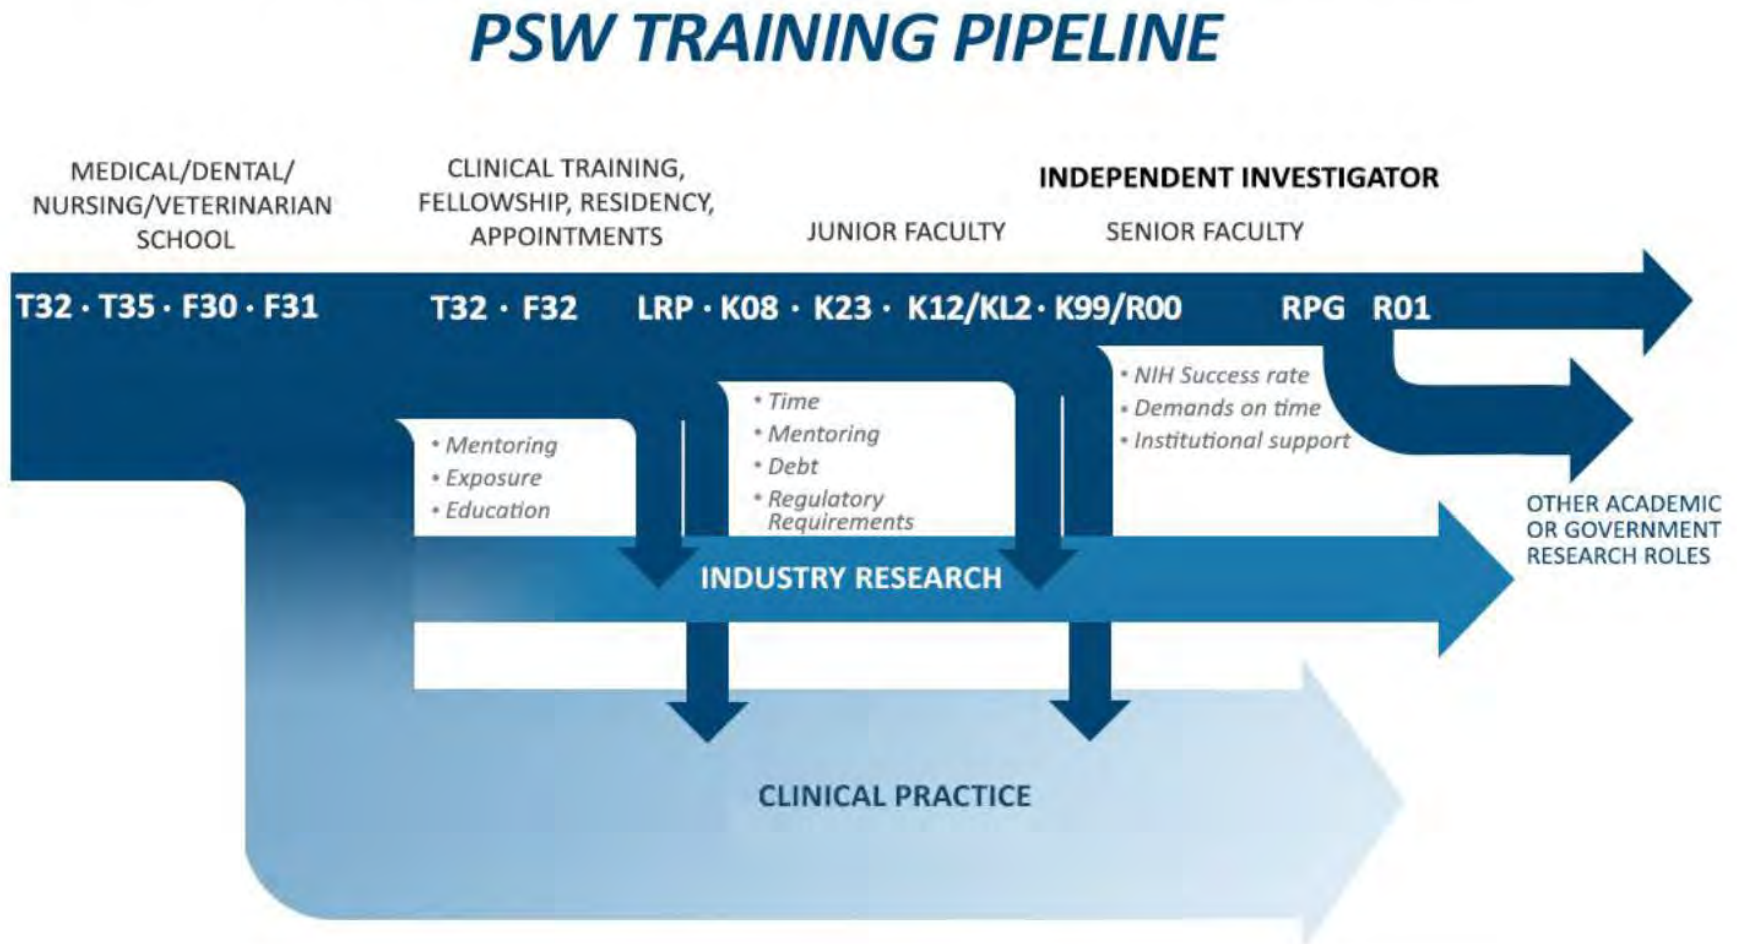 PSW TRAINING PIPELINE
MEDICAL/DENTAL/
NURSING/VETERINARIAN
SCHOOL
CLINICAL TRAINING,
FELLOWSHIP, RESIDENCY,
APPOINTMENTS
JUNIOR FACULTY
INDEPENDENT INVESTIGATOR
SENIOR FACULTY
T32 · T35 · F30 · F31
T32 · F32
LRP · K08 · K23 · K12/KL2 · K99/R00
RPG R01
• Mentoring
• Exposure
• Education
• Time
• Mentoring
• Debt
• Regulatory
Requirements
• NIH Success rate
• Demands on time
• Institutional support
OTHER ACADEMIC
OR GOVERNMENT
RESEARCH ROLES
INDUSTRY RESEARCH
CLINICAL PRACTICE